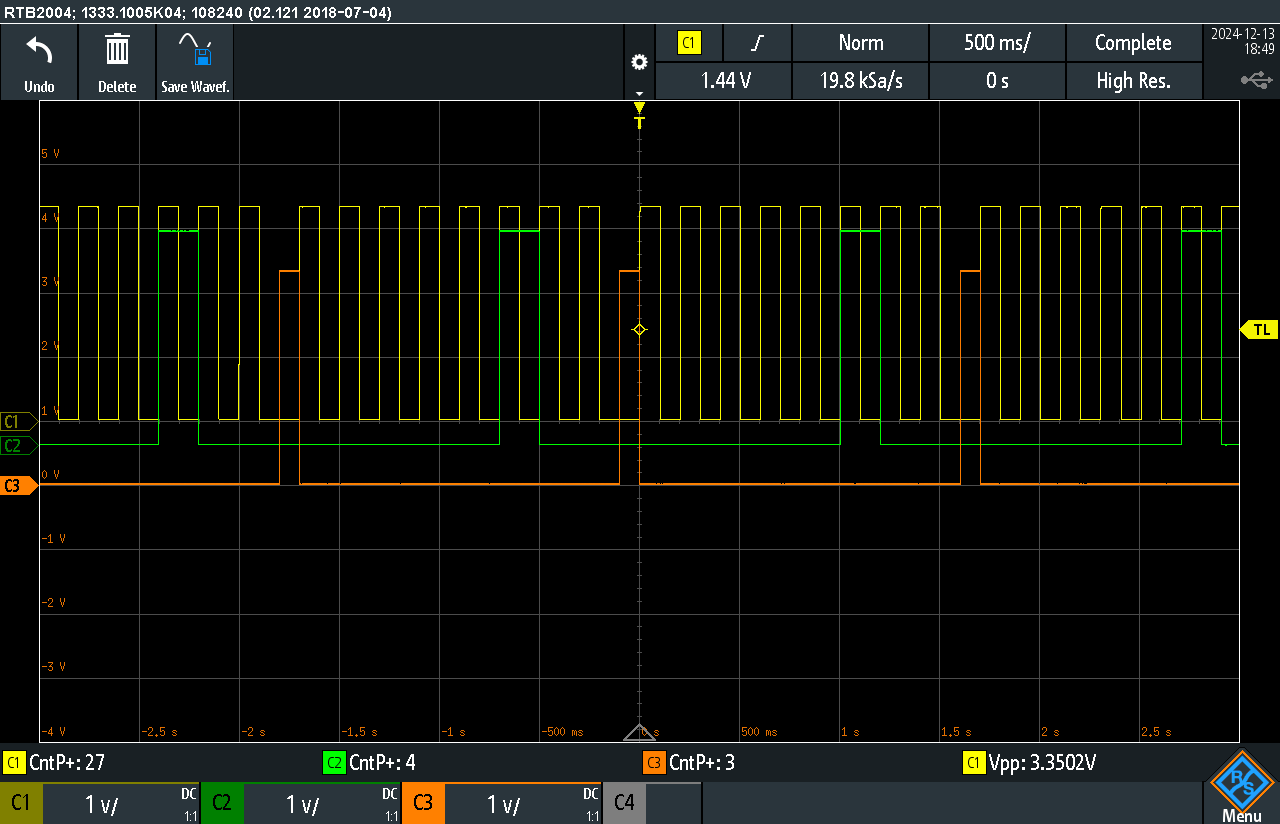 RTB2004; 1333.1005K04; 108240 (02.121 2018-07-04)
Undo
Delete
Save Wavef.
C1
Norm
500 ms/
Complete
2024-12-13
18:49
1.44 V
19.8 kSa/s
0 s
High Res.
T
5 V
4 V
3 V
2 V
1 V
0 V
-1 V
-2 V
-3 V
-4 V
TL
C1
C2
C3
-2.5 s
-2 s
-1.5 s
-1 s
-500 ms
0 s
500 ms
1 s
1.5 s
2 s
2.5 s
C1 CntP+: 27
C2 CntP+: 4
C3 CntP+: 3
C1 Vpp: 3.3502V
C1 1 V/ DC 1:1
C2 1 V/ DC 1:1
C3 1 V/ DC 1:1
C4
R S
Menu